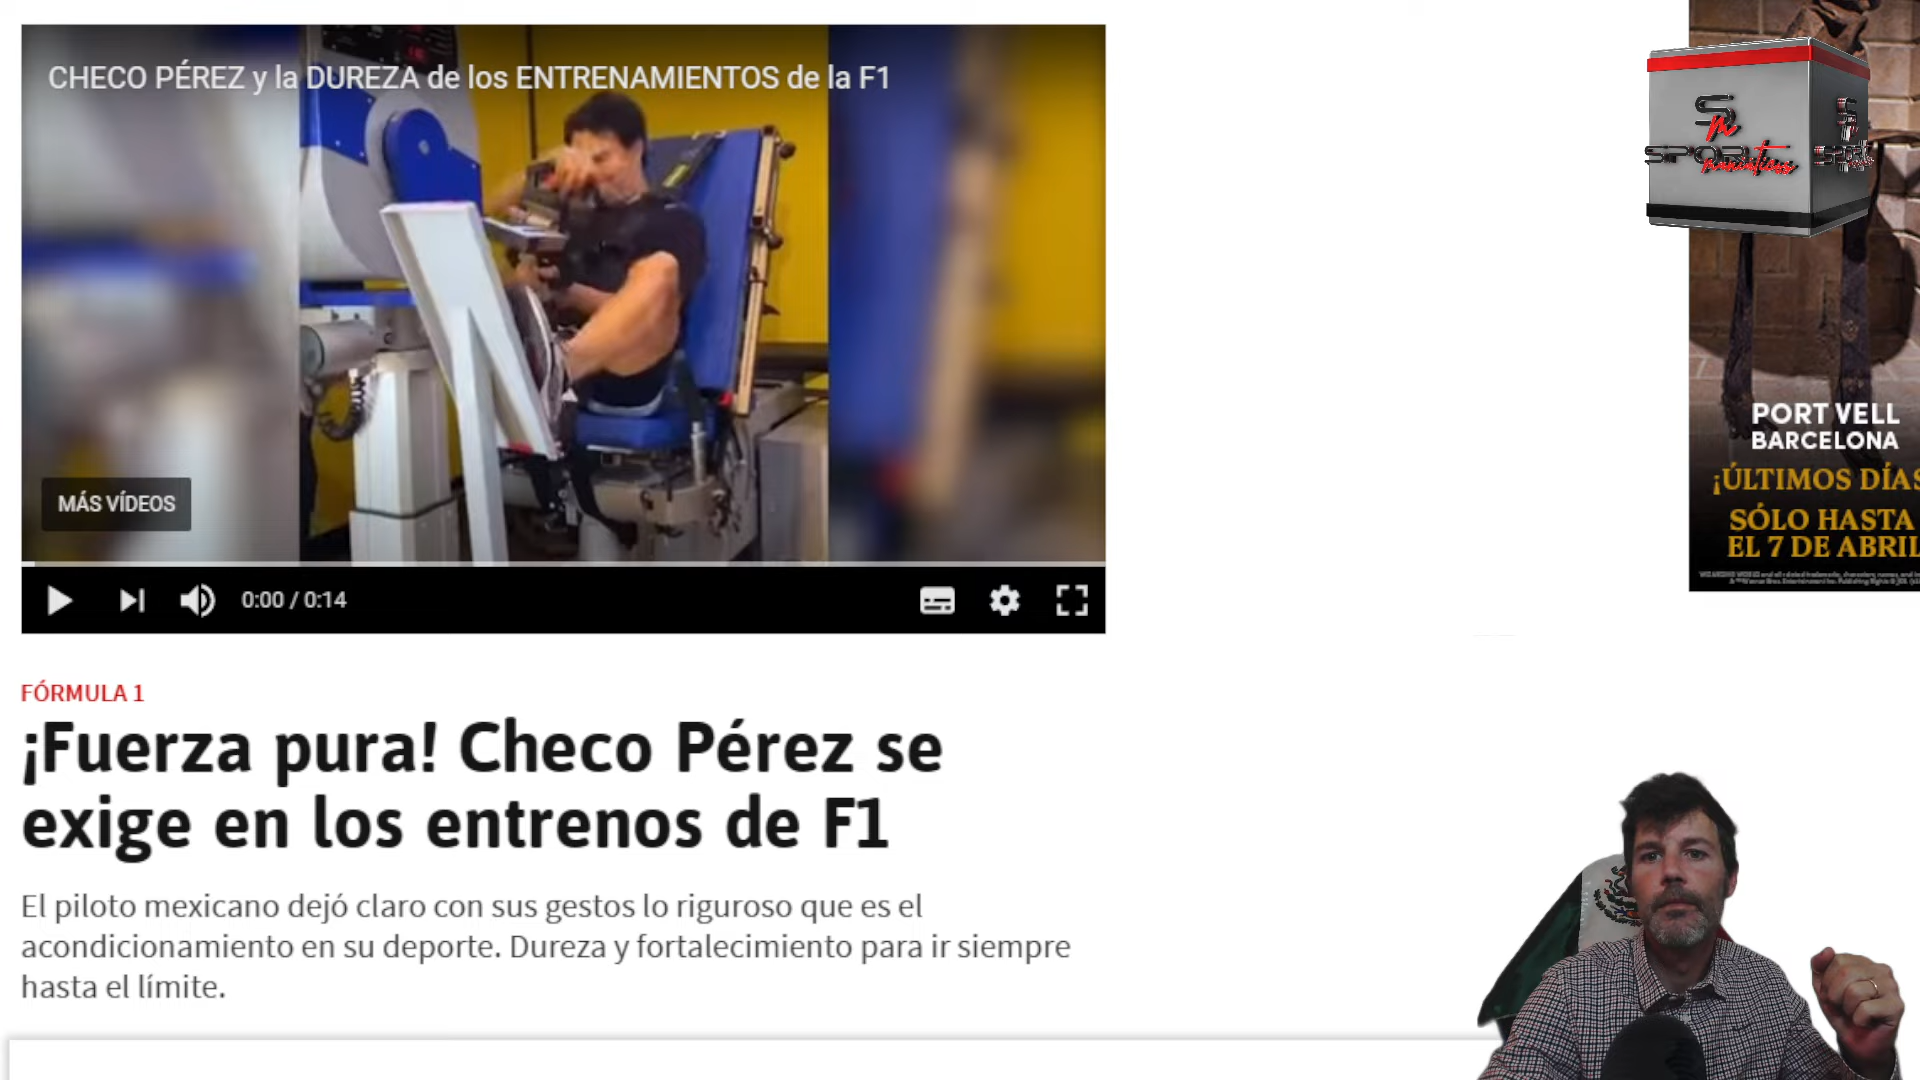 CHECO PÉREZ y la DUREZA de los ENTRENAMIENTOS de la F1
MÁS VÍDEOS
0:00 / 0:14
FÓRMULA 1
¡Fuerza pura! Checo Pérez se
exige en los entrenos de F1
El piloto mexicano dejó claro con sus gestos lo riguroso que es el
acondicionamiento en su deporte. Dureza y fortalecimiento para ir siempre
hasta el límite.
SM
SPORT
maniáticos
PORT VELL
BARCELONA
¡ÚLTIMOS DÍAS
SÓLO HASTA
EL 7 DE ABRIL